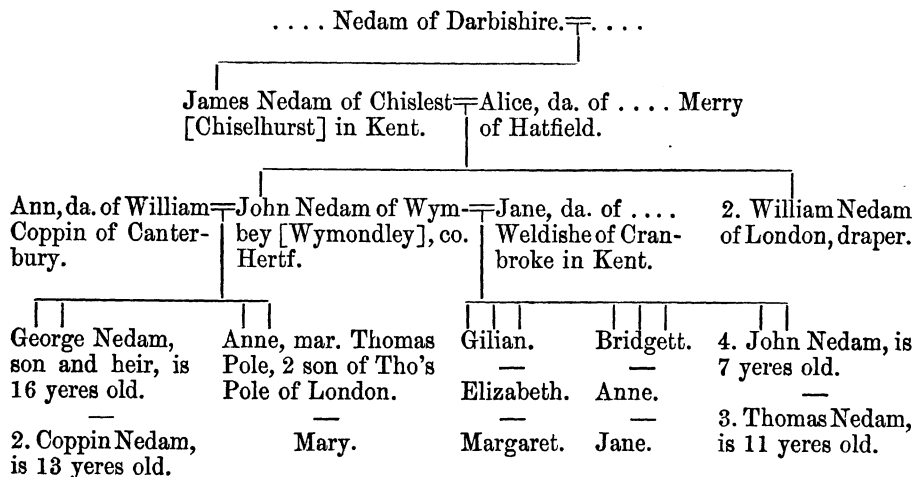 . . . . Nedam of Darbishire.=. . . .
James Nedam of Chislest=Alice, da. of . . . . Merry
[Chiselhurst] in Kent. of Hatfield.
Ann, da. of William=John Nedam of Wym-=Jane, da. of . . . . 2. William Nedam
Coppin of Canter- bey [Wymondley], co. Weldishe of Cran- of London, draper.
bury. Hertf. broke in Kent.
George Nedam, Anne, mar. Thomas Gilian. Bridgett. 4. John Nedam, is
son and heir, is Pole, 2 son of Tho's — — 7 yeres old.
16 yeres old. Pole of London. Elizabeth. Anne. —
— — — — 3. Thomas Nedam,
2. Coppin Nedam, Mary. Margaret. Jane. is 11 yeres old.
is 13 yeres old.